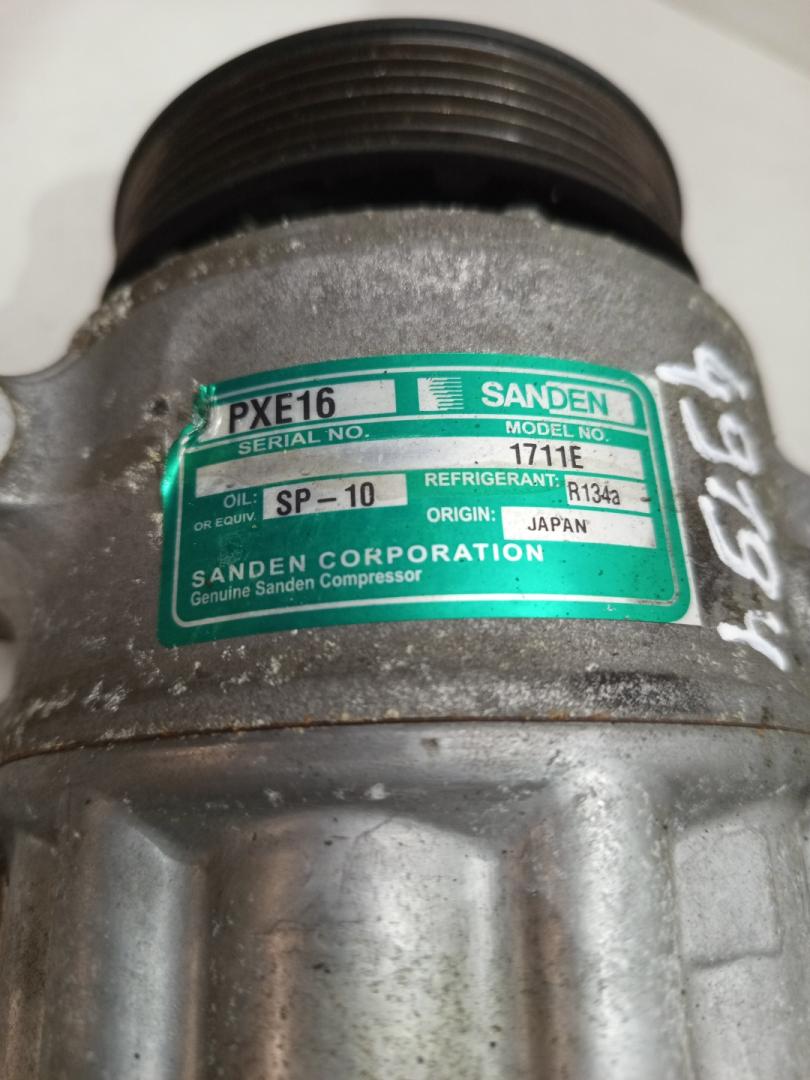 PXE16 SANDEN
SERIAL NO. MODEL NO.
1711E
OIL: SP-10 REFRIGERANT: R134a
OR EQUIV. ORIGIN: JAPAN
SANDEN CORPORATION
Genuine Sanden Compressor